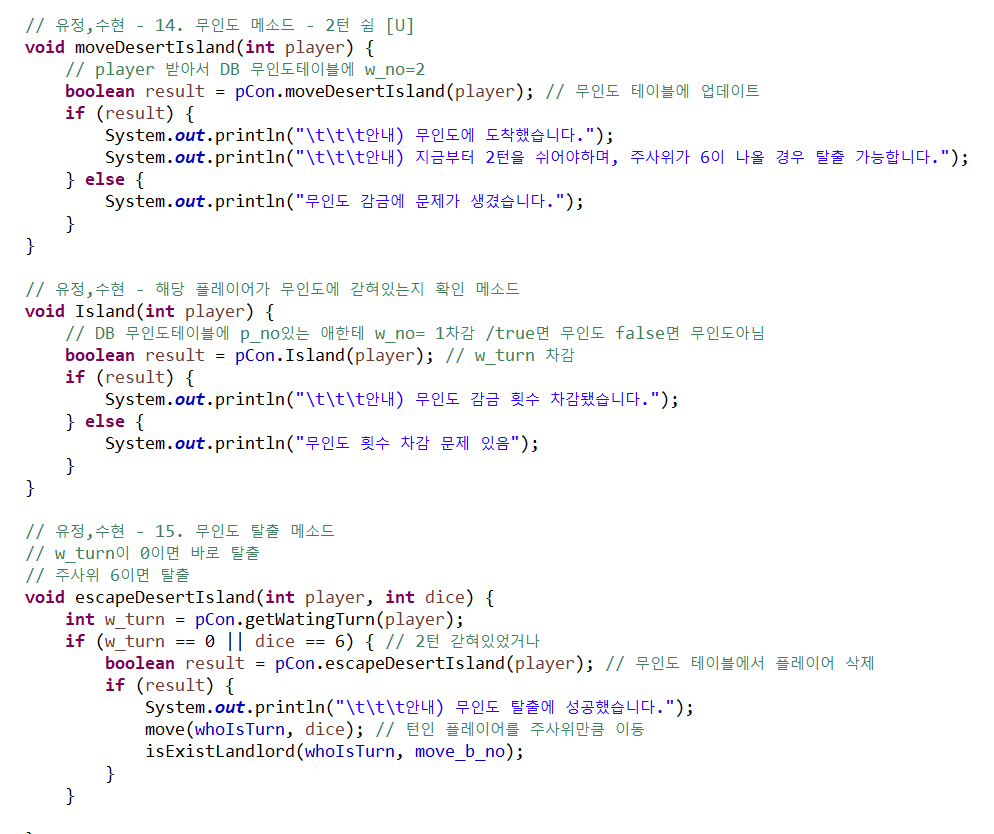 // 유정,수현 - 14. 무인도 메소드 - 2턴 쉼 [U]
void moveDesertIsland(int player) {
// player 받아서 DB 무인도테이블에 w_no=2
boolean result = pCon.moveDesertIsland(player); // 무인도 테이블에 업데이트
if (result) {
System.out.println("\t\t\t안내) 무인도에 도착했습니다.");
System.out.println("\t\t\t안내) 지금부터 2턴을 쉬어야하며, 주사위가 6이 나올 경우 탈출 가능합니다.");
} else {
System.out.println("무인도 감금에 문제가 생겼습니다.");
}
}
// 유정,수현 - 해당 플레이어가 무인도에 갇혀있는지 확인 메소드
void Island(int player) {
// DB 무인도테이블에 p_no있는 애한테 w_no= 1차감 /true면 무인도 false면 무인도아님
boolean result = pCon.Island(player); // w_turn 차감
if (result) {
System.out.println("\t\t\t안내) 무인도 감금 횟수 차감됐습니다.");
} else {
System.out.println("무인도 횟수 차감 문제 있음");
}
}
// 유정,수현 - 15. 무인도 탈출 메소드
// w_turn이 0이면 바로 탈출
// 주사위 6이면 탈출
void escapeDesertIsland(int player, int dice) {
int w_turn = pCon.getWatingTurn(player);
if (w_turn == 0 || dice == 6) { // 2턴 갇혀있었거나
boolean result = pCon.escapeDesertIsland(player); // 무인도 테이블에서 플레이어 삭제
if (result) {
System.out.println("\t\t\t안내) 무인도 탈출에 성공했습니다.");
move(whoIsTurn, dice); // 턴인 플레이어를 주사위만큼 이동
isExistLandlord(whoIsTurn, move_b_no);
}
}